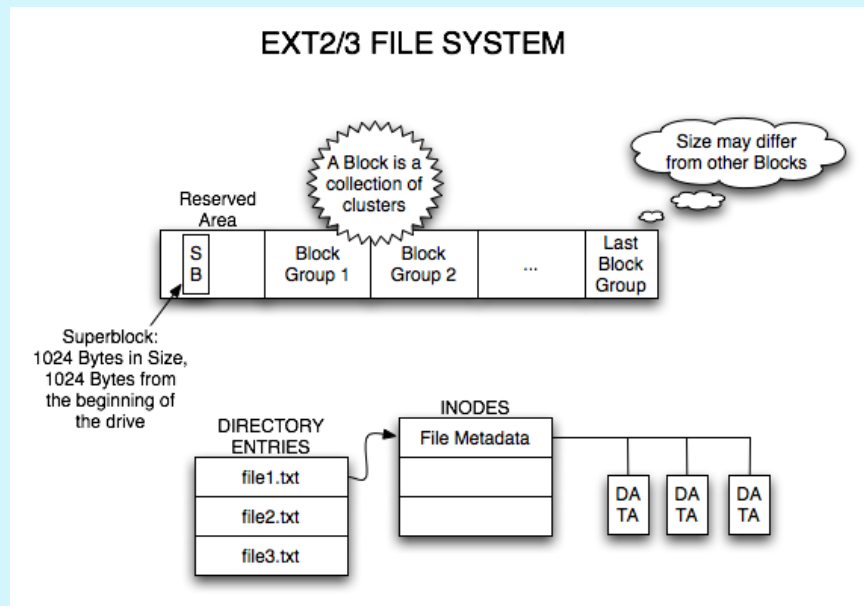 EXT2/3 FILE SYSTEM
A Block is a
collection of
clusters
Size may differ
from other Blocks
Reserved
Area
S
B
Block
Group 1
Block
Group 2
...
Last
Block
Group
Superblock:
1024 Bytes in Size,
1024 Bytes from
the beginning of
the drive
DIRECTORY
ENTRIES
file1.txt
file2.txt
file3.txt
INODES
File Metadata
DA
TA
DA
TA
DA
TA